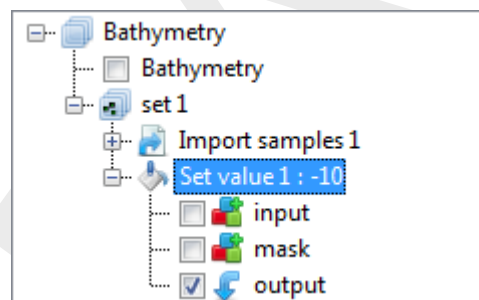 Bathymetry
Bathymetry
set 1
Import samples 1
Set value 1 : -10
input
mask
output